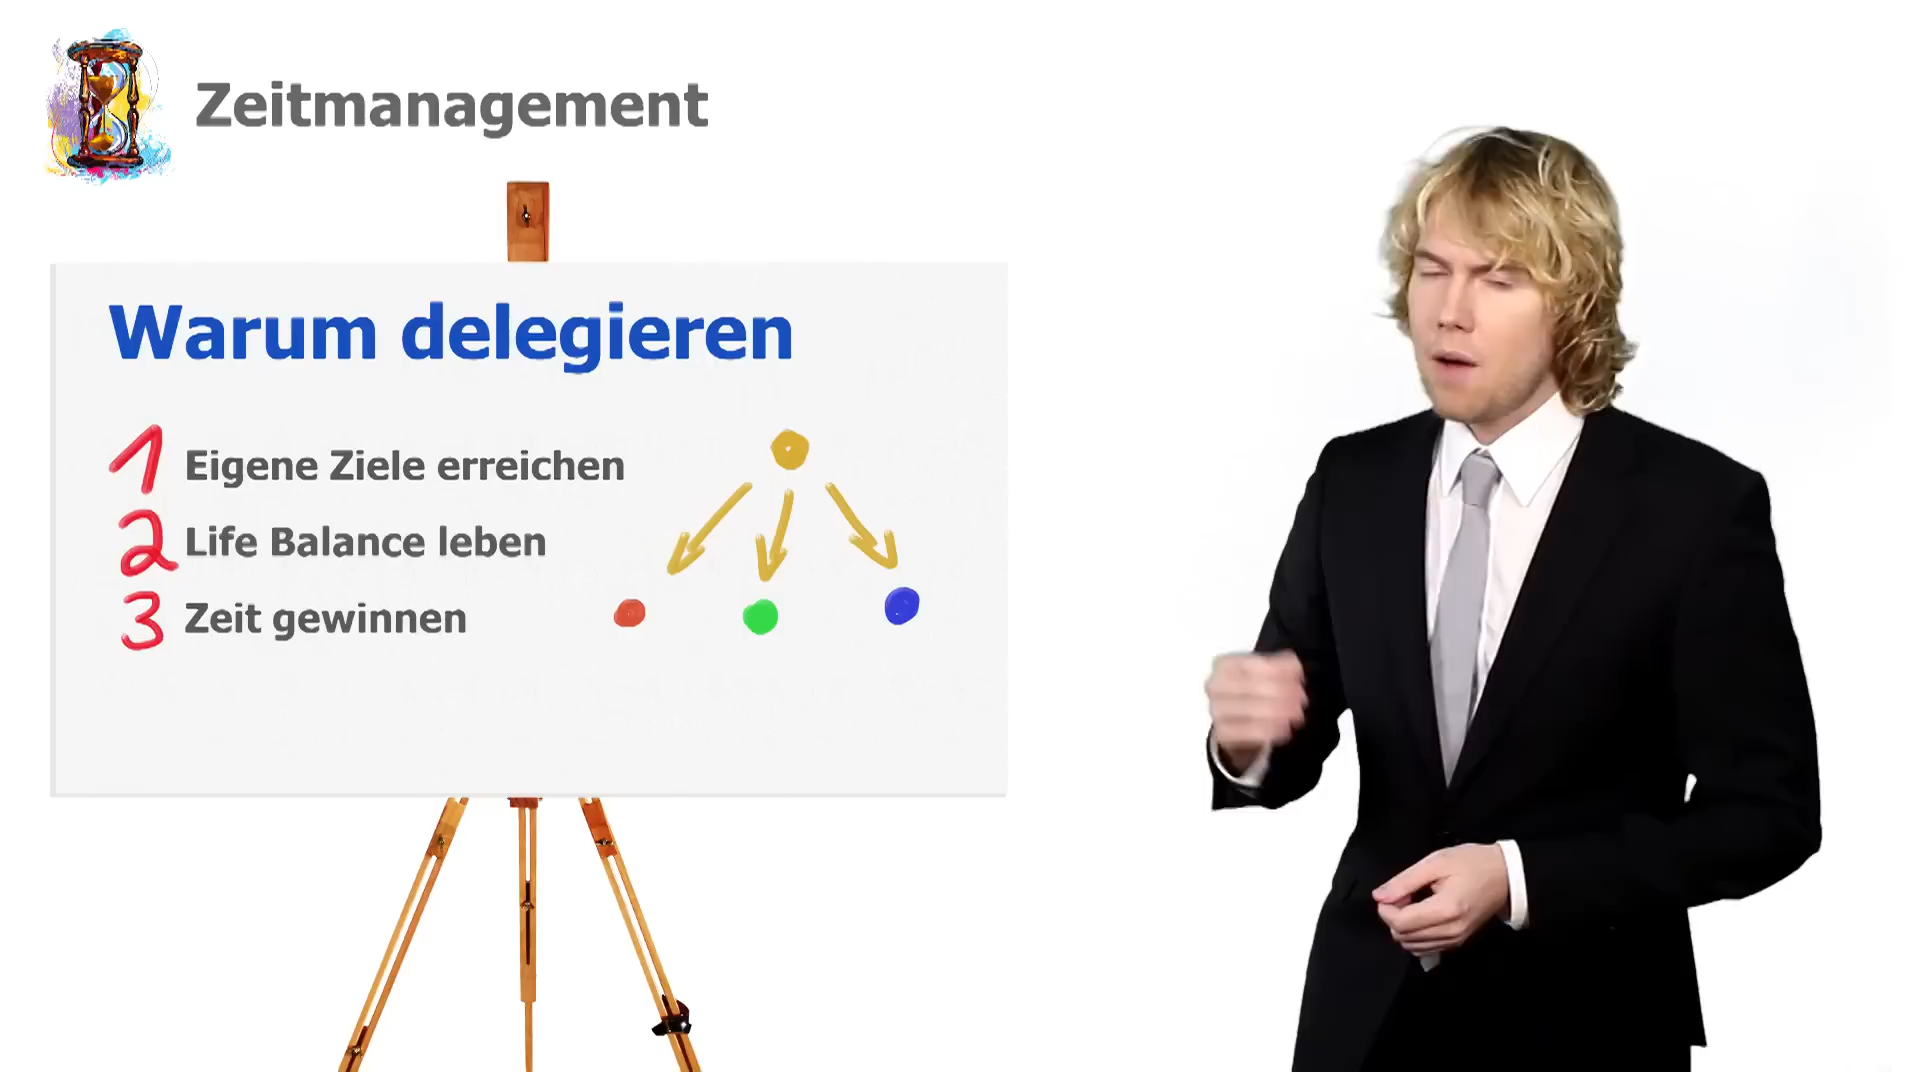 Zeitmanagement
Warum delegieren
1 Eigene Ziele erreichen
2 Life Balance leben
3 Zeit gewinnen